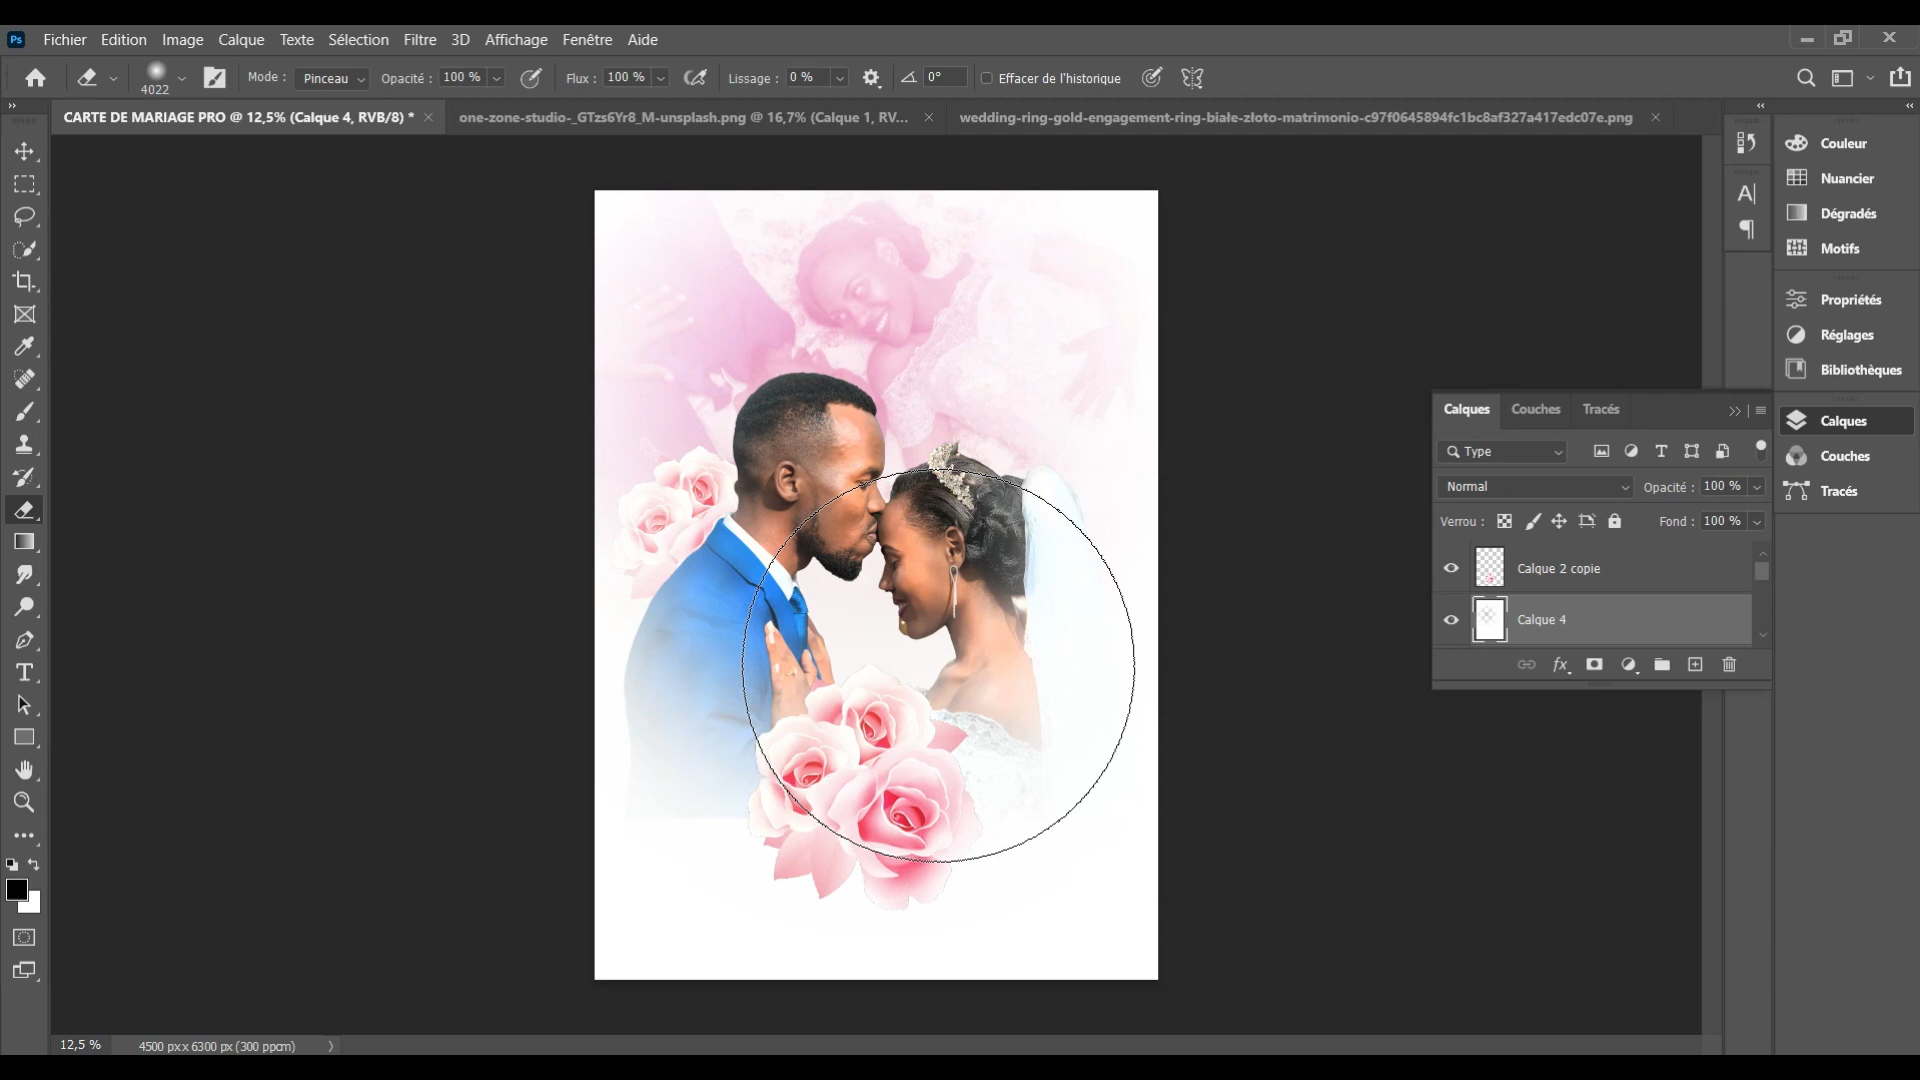 Ps Fichier Edition Image Calque Texte Sélection Filtre 3D Affichage Fenêtre Aide
4022 Mode : Pinceau Opacité : 100 % Flux : 100 % Lissage : 0 % 0° Effacer de l'historique
CARTE DE MARIAGE PRO @ 12,5% (Calque 4, RVB/8) * one-zone-studio-_GTzs6Yr8_M-unsplash.png @ 16,7% (Calque 1, RV... wedding-ring-gold-engagement-ring-białe-złoto-matrimonio-c97f0645894fc1bc8af327a417edc07e.png
Couleur
Nuancier
Dégradés
Motifs
Propriétés
Réglages
Bibliothèques
Calques
Couches
Tracés
Calques Couches Tracés
Type
Normal Opacité : 100 %
Verrou : Fond : 100 %
Calque 2 copie
Calque 4
fx
12,5 % 4500 px x 6300 px (300 ppcm)